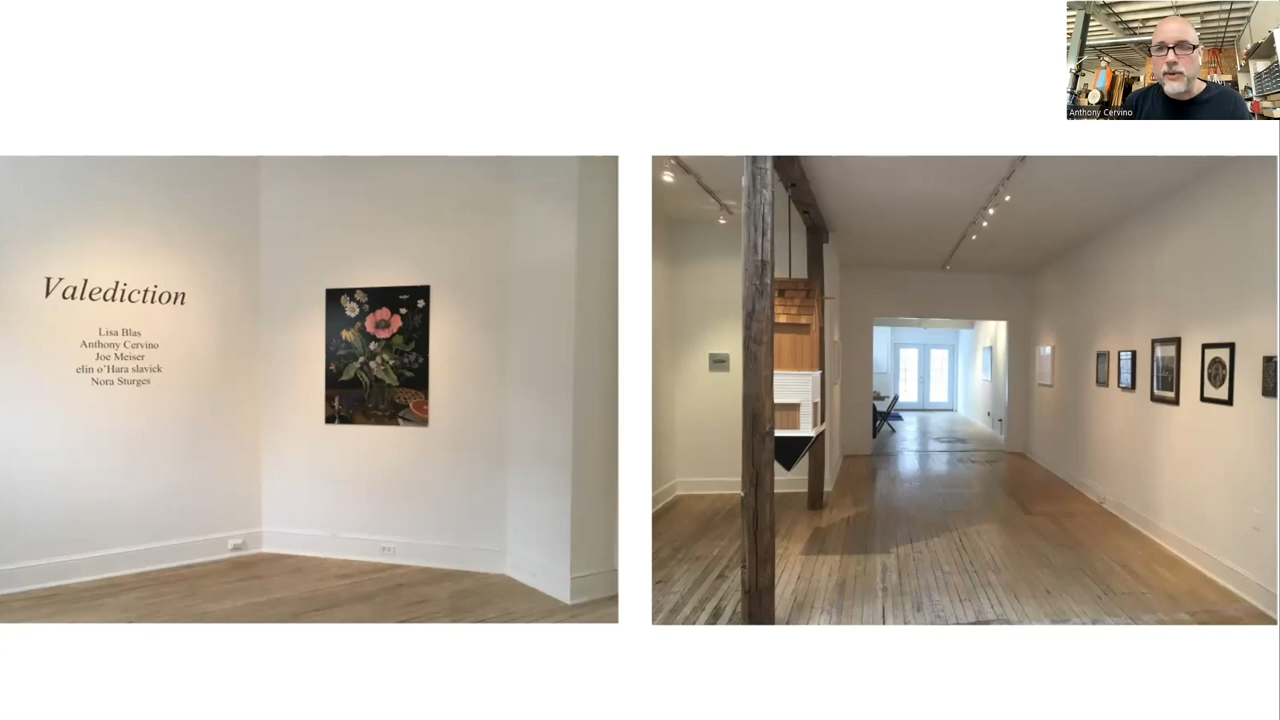 Anthony Cervino
Valediction
Lisa Blas
Anthony Cervino
Joe Meiser
elin o'Hara slavick
Nora Sturges